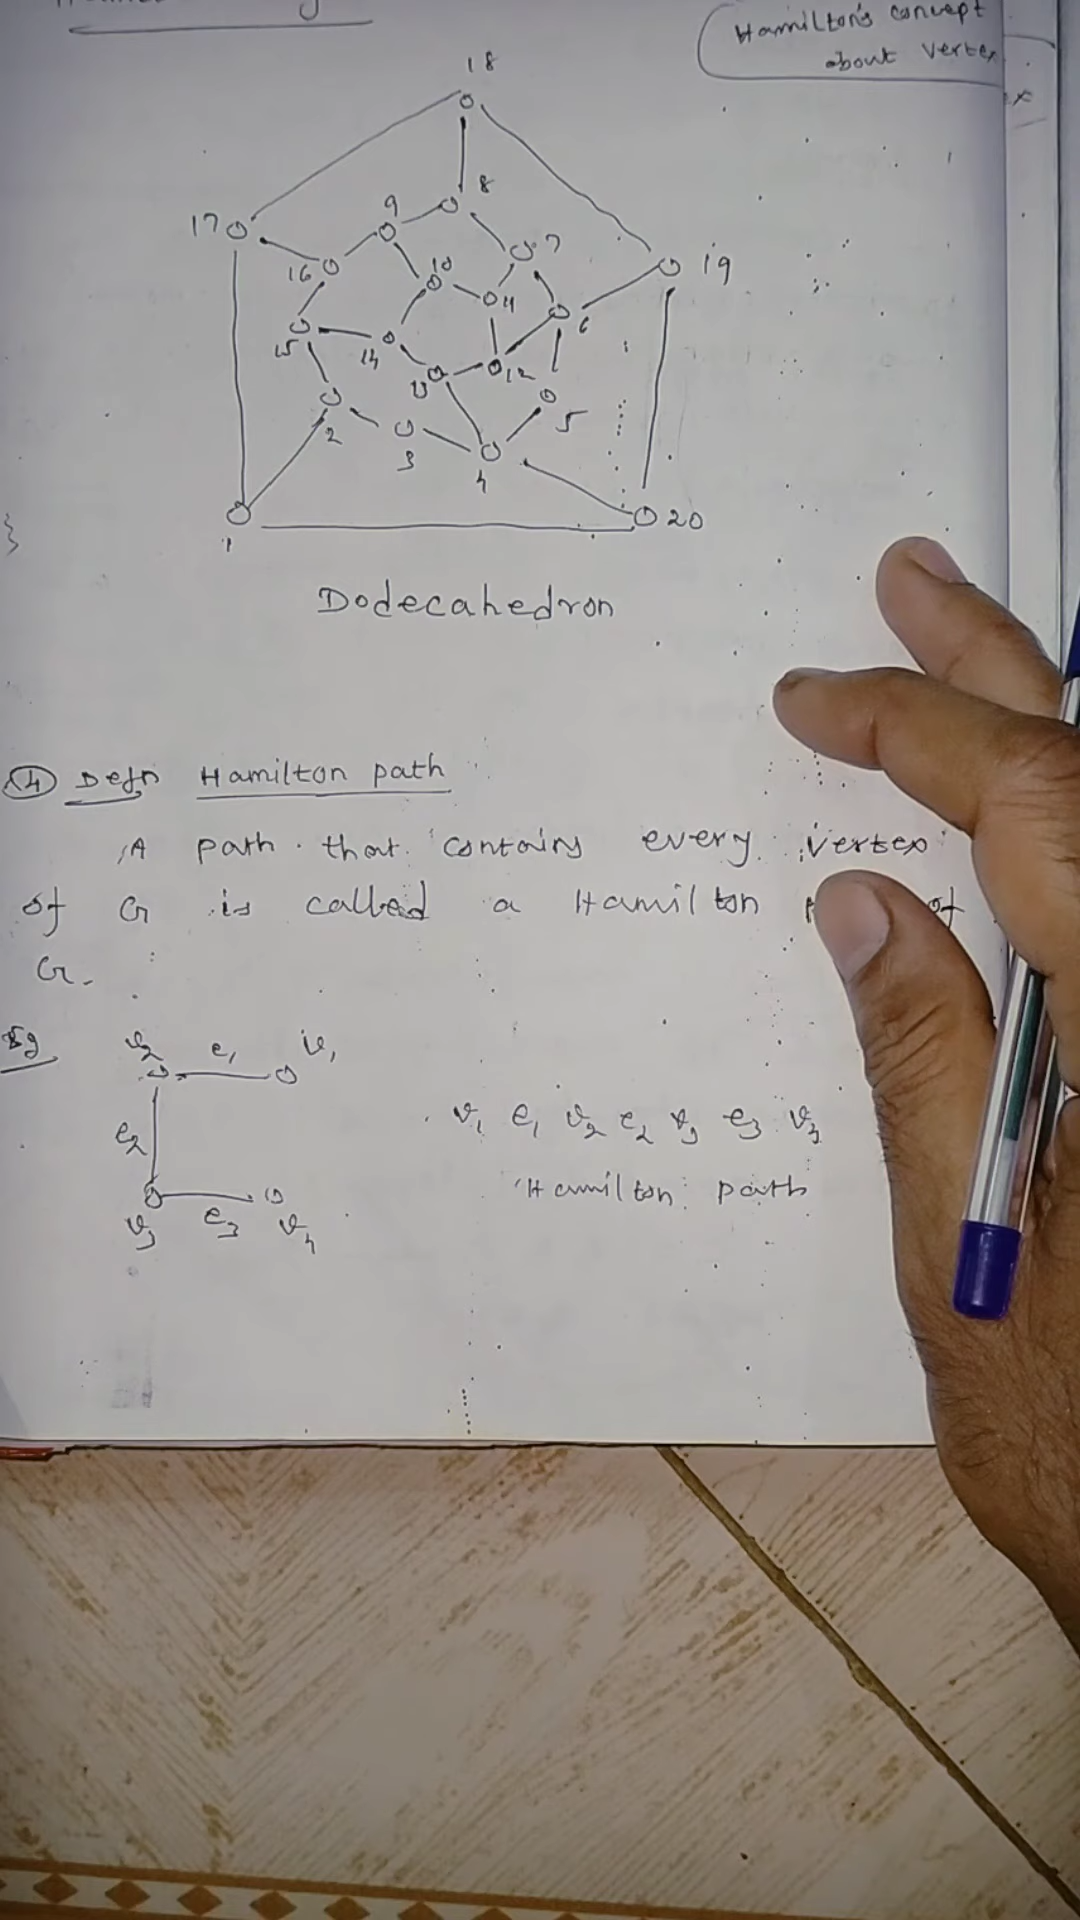 Hamilton's concept
about vertex
18
8
9
17
7
19
16
10
11
6
15
14
13
12
5
2
3
4
1
20
Dodecahedron
(4) Defn Hamilton path
A path that contains every vertex
of G is called a Hamilton of
G.
Eg
v2 e1 v1
e2
v1 e1 v2 e2 v3 e3 v4
Hamilton path
v3 e3 v4